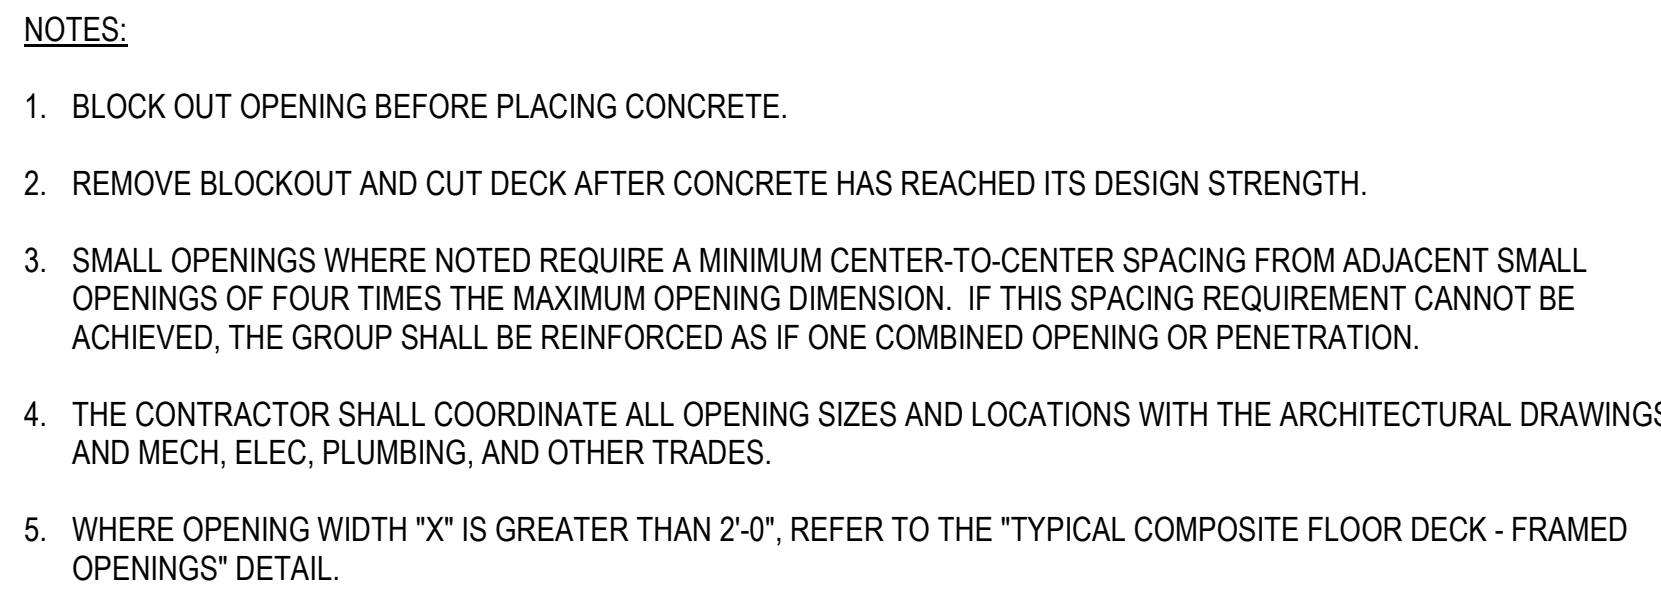 NOTES:
1. BLOCK OUT OPENING BEFORE PLACING CONCRETE.
2. REMOVE BLOCKOUT AND CUT DECK AFTER CONCRETE HAS REACHED ITS DESIGN STRENGTH.
3. SMALL OPENINGS WHERE NOTED REQUIRE A MINIMUM CENTER-TO-CENTER SPACING FROM ADJACENT SMALL
OPENINGS OF FOUR TIMES THE MAXIMUM OPENING DIMENSION. IF THIS SPACING REQUIREMENT CANNOT BE
ACHIEVED, THE GROUP SHALL BE REINFORCED AS IF ONE COMBINED OPENING OR PENETRATION.
4. THE CONTRACTOR SHALL COORDINATE ALL OPENING SIZES AND LOCATIONS WITH THE ARCHITECTURAL DRAWINGS
AND MECH, ELEC, PLUMBING, AND OTHER TRADES.
5. WHERE OPENING WIDTH "X" IS GREATER THAN 2'-0", REFER TO THE "TYPICAL COMPOSITE FLOOR DECK - FRAMED
OPENINGS" DETAIL.